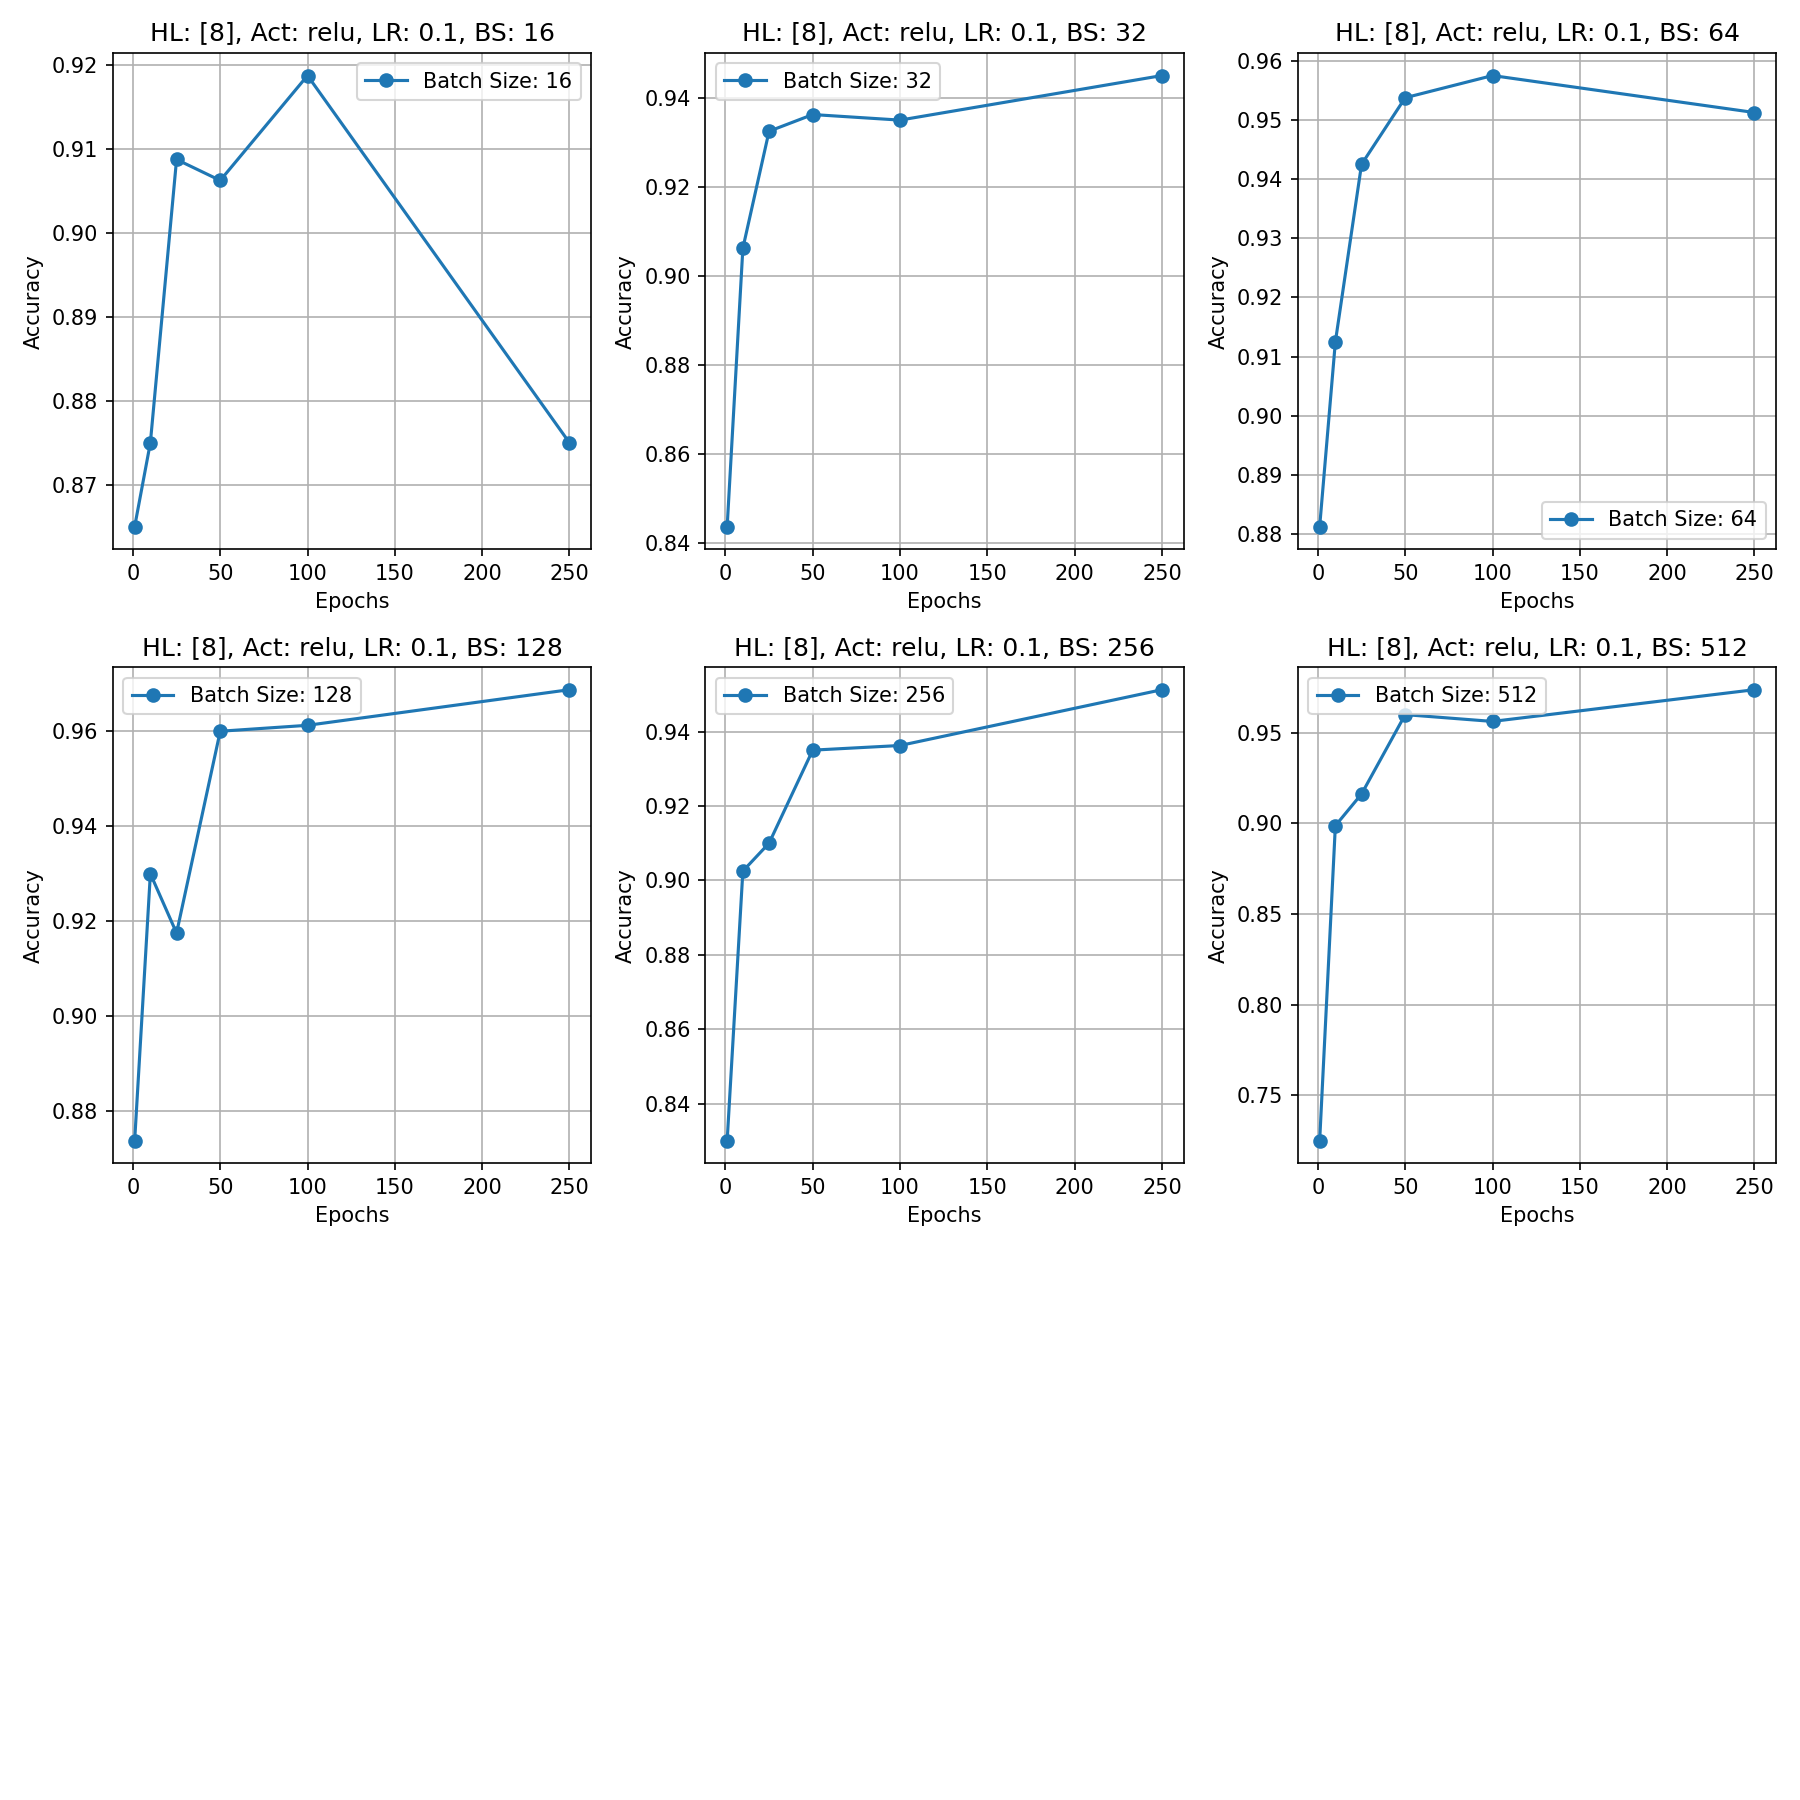 HL: [8], Act: relu, LR: 0.1, BS: 16
Batch Size: 16
Accuracy
0.92
0.91
0.90
0.89
0.88
0.87
0 50 100 150 200 250
Epochs
HL: [8], Act: relu, LR: 0.1, BS: 32
Batch Size: 32
Accuracy
0.94
0.92
0.90
0.88
0.86
0.84
0 50 100 150 200 250
Epochs
HL: [8], Act: relu, LR: 0.1, BS: 64
Batch Size: 64
Accuracy
0.96
0.95
0.94
0.93
0.92
0.91
0.90
0.89
0.88
0 50 100 150 200 250
Epochs
HL: [8], Act: relu, LR: 0.1, BS: 128
Batch Size: 128
Accuracy
0.96
0.94
0.92
0.90
0.88
0 50 100 150 200 250
Epochs
HL: [8], Act: relu, LR: 0.1, BS: 256
Batch Size: 256
Accuracy
0.94
0.92
0.90
0.88
0.86
0.84
0 50 100 150 200 250
Epochs
HL: [8], Act: relu, LR: 0.1, BS: 512
Batch Size: 512
Accuracy
0.95
0.90
0.85
0.80
0.75
0 50 100 150 200 250
Epochs